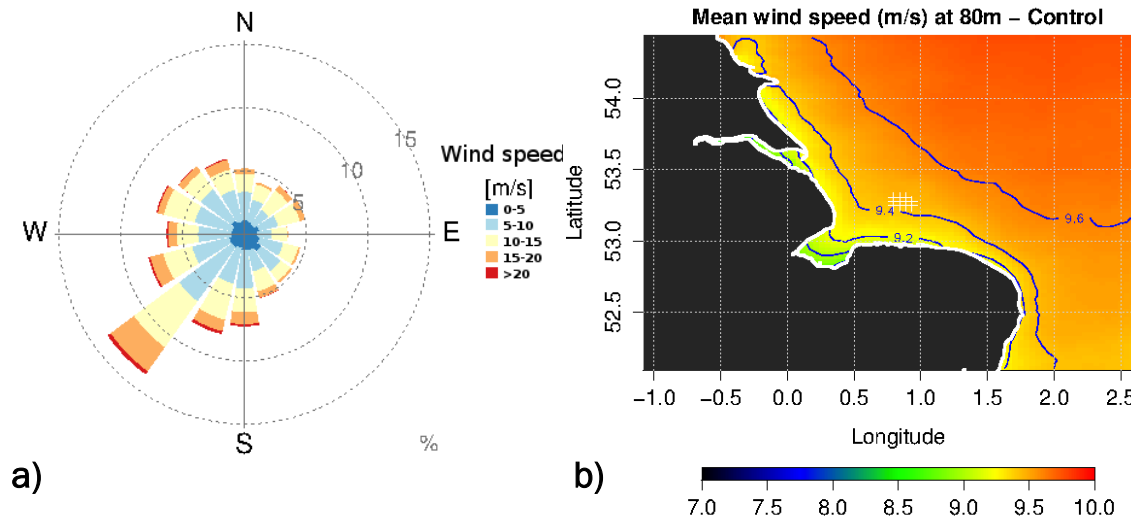 N
W
E
S
15
10
5
%
Wind speed
[m/s]
0-5
5-10
10-15
15-20
>20
a)
Mean wind speed (m/s) at 80m − Control
Latitude
54.0
53.5
53.0
52.5
9.4
9.2
9.6
−1.0 −0.5 0.0 0.5 1.0 1.5 2.0 2.5
Longitude
b)
7.0 7.5 8.0 8.5 9.0 9.5 10.0